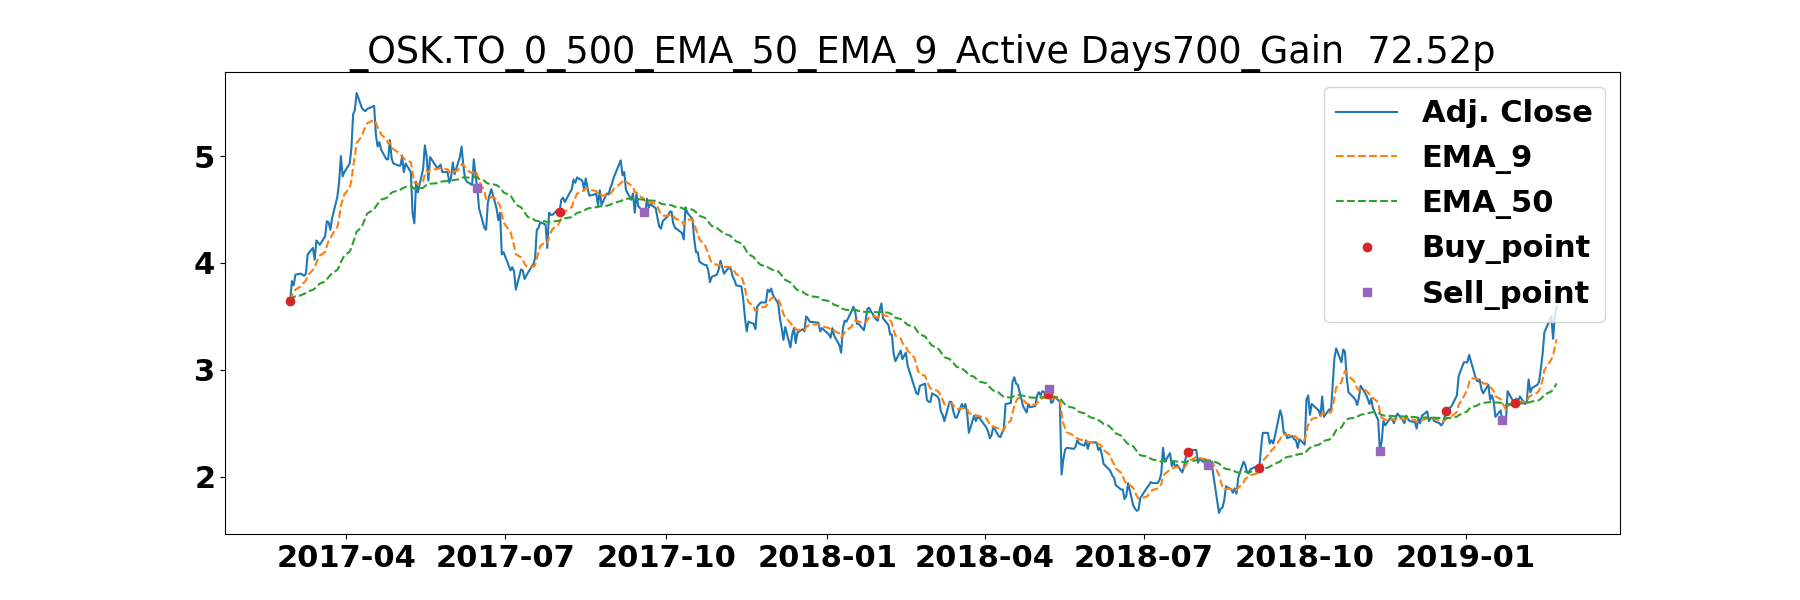 _OSK.TO_0_500_EMA_50_EMA_9_Active Days700_Gain  72.52p
Adj. Close
EMA_9
EMA_50
Buy_point
Sell_point
5
4
3
2
2017-04 2017-07 2017-10 2018-01 2018-04 2018-07 2018-10 2019-01